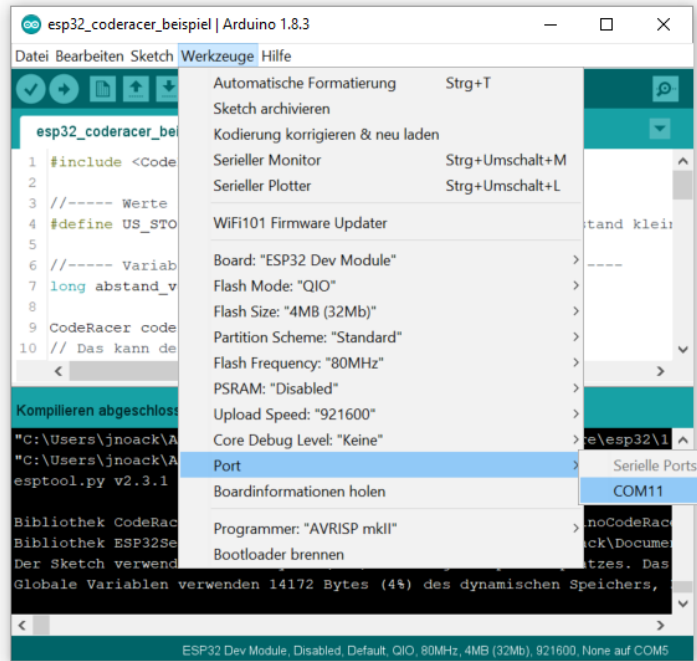 esp32_coderacer_beispiel | Arduino 1.8.3
Datei Bearbeiten Sketch Werkzeuge Hilfe
Automatische Formatierung Strg+T
Sketch archivieren
Kodierung korrigieren & neu laden
Serieller Monitor Strg+Umschalt+M
Serieller Plotter Strg+Umschalt+L
WiFi101 Firmware Updater
Board: "ESP32 Dev Module"
Flash Mode: "QIO"
Flash Size: "4MB (32Mb)"
Partition Scheme: "Standard"
Flash Frequency: "80MHz"
PSRAM: "Disabled"
Upload Speed: "921600"
Core Debug Level: "Keine"
Port
Serielle Ports
COM11
Boardinformationen holen
Programmer: "AVRISP mkII"
Bootloader brennen
esp32_coderacer_bei
1 #include <Code
2
3 //----- Werte
4 #define US_STO tand klein
5
6 //----- Variab ----
7 long abstand_v
8
9 CodeRacer code
10 // Das kann de
Kompilieren abgeschloss
"C:\Users\jnoack\A re\esp32\1
"C:\Users\jnoack\A
esptool.py v2.3.1
Bibliothek CodeRac noCodeRace
Bibliothek ESP32Se ack\Documen
Der Sketch verwend tzes. Das
Globale Variablen verwenden 14172 Bytes (4%) des dynamischen Speichers,
ESP32 Dev Module, Disabled, Default, QIO, 80MHz, 4MB (32Mb), 921600, None auf COM5